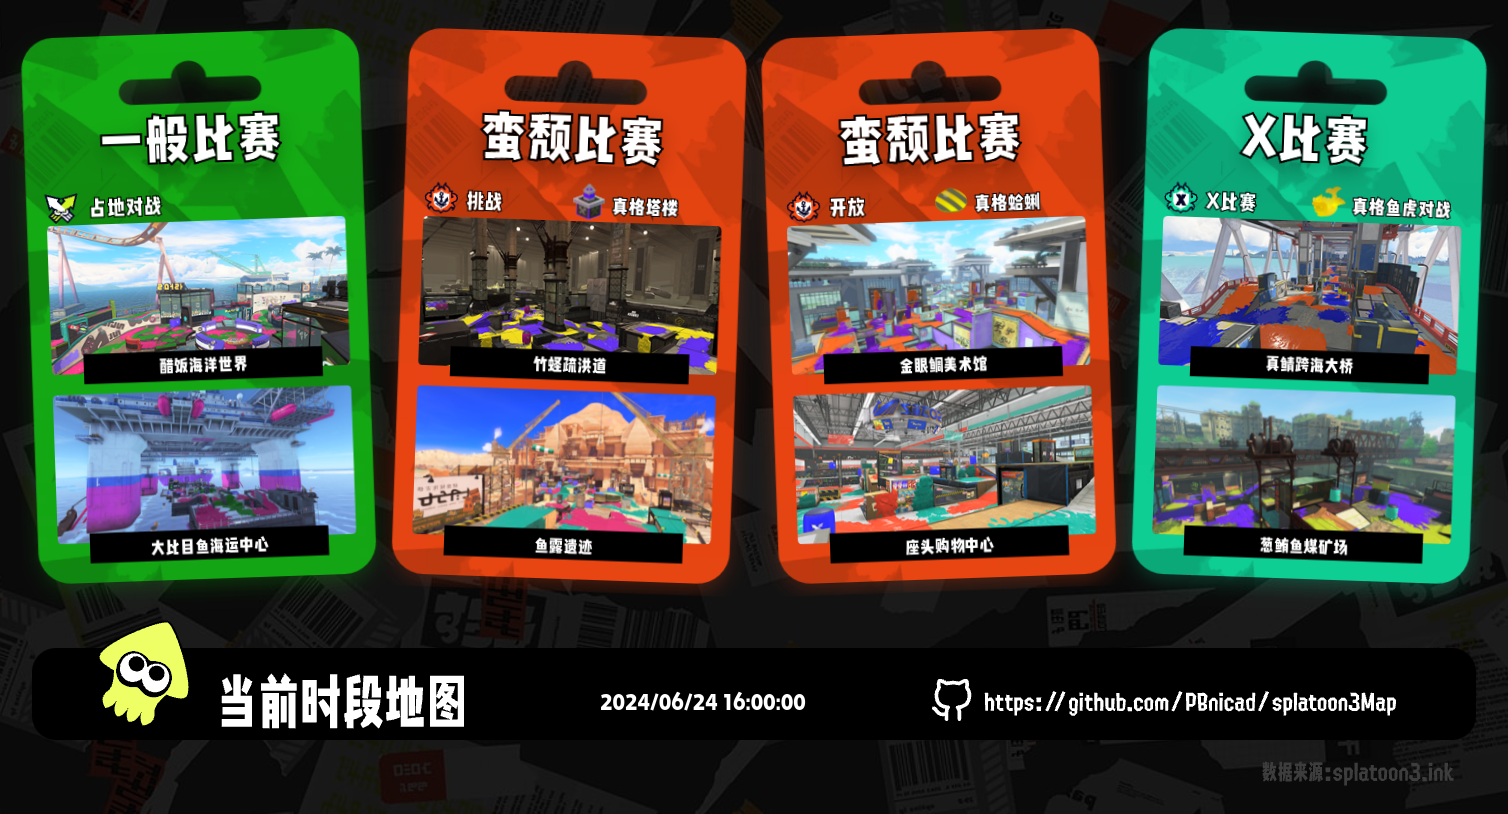 一般比赛
占地对战
醋饭海洋世界
大比目鱼海运中心
蛮颓比赛
挑战
真格塔楼
竹蛏疏洪道
鱼露遗迹
蛮颓比赛
开放
真格蛤蜊
金眼鲷美术馆
座头购物中心
X比赛
X比赛
真格鱼虎对战
真鲭跨海大桥
葱鲔鱼煤矿场
当前时段地图
2024/06/24 16:00:00
https://github.com/PBnicad/splatoon3Map
数据来源:splatoon3.ink